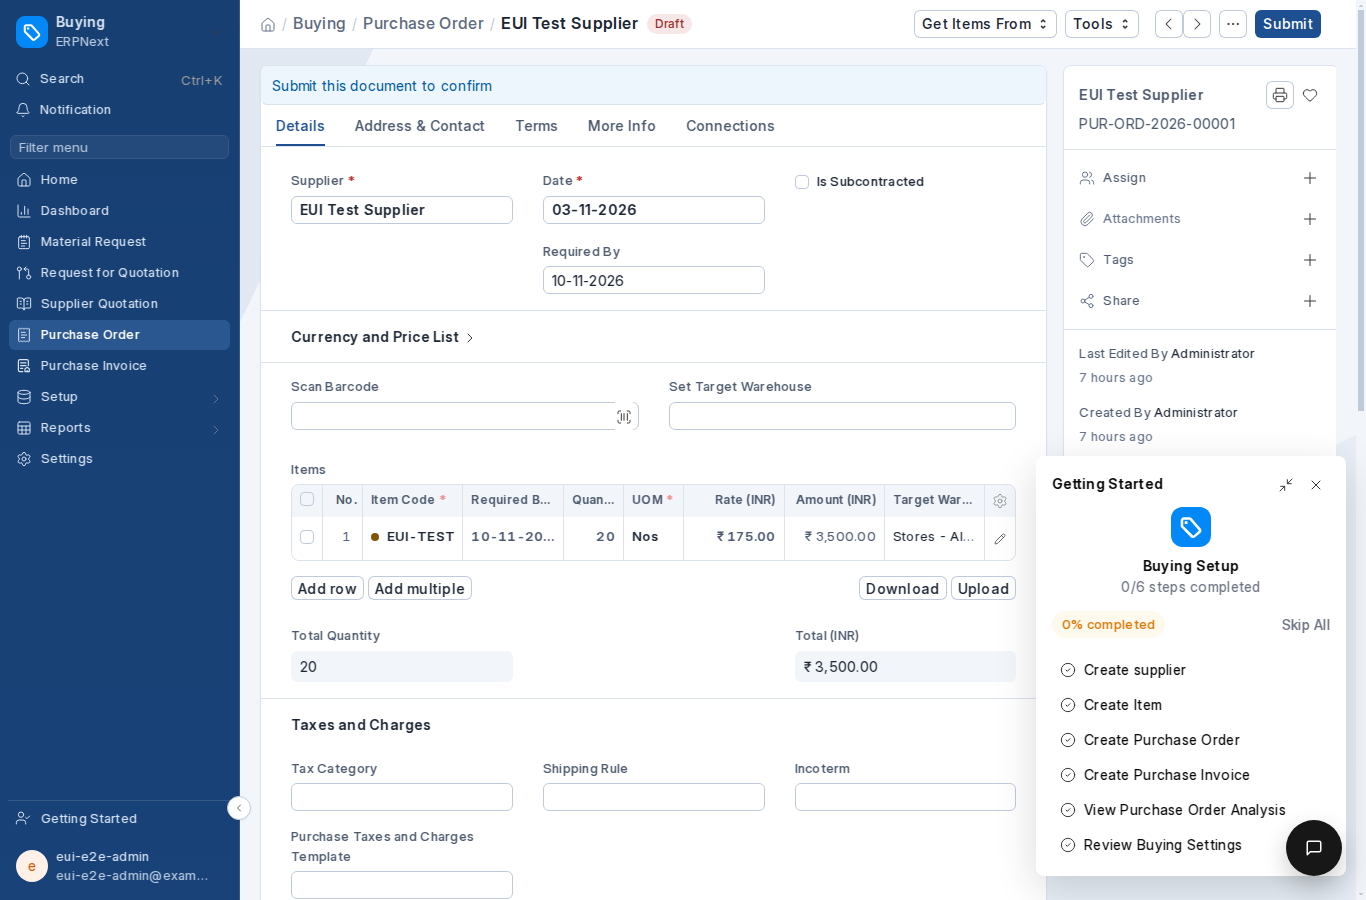 Buying
ERPNext
Search
Ctrl+K
Notification
Filter menu
Home
Dashboard
Material Request
Request for Quotation
Supplier Quotation
Purchase Order
Purchase Invoice
Setup
Reports
Settings
Getting Started
e
eui-e2e-admin
eui-e2e-admin@exam...
/ Buying / Purchase Order / EUI Test Supplier Draft
Get Items From
Tools
Submit
Submit this document to confirm
Details Address & Contact Terms More Info Connections
Supplier * Date * Is Subcontracted
EUI Test Supplier 03-11-2026
Required By
10-11-2026
Currency and Price List
Scan Barcode Set Target Warehouse
Items
No. Item Code * Required B... Quan... UOM * Rate (INR) Amount (INR) Target War...
1 EUI-TEST 10-11-20... 20 Nos ₹ 175.00 ₹ 3,500.00 Stores - Al...
Add row Add multiple Download Upload
Total Quantity Total (INR)
20 ₹ 3,500.00
Taxes and Charges
Tax Category Shipping Rule Incoterm
Purchase Taxes and Charges
Template
EUI Test Supplier
PUR-ORD-2026-00001
Assign
Attachments
Tags
Share
Last Edited By Administrator
7 hours ago
Created By Administrator
7 hours ago
Getting Started
Buying Setup
0/6 steps completed
0% completed Skip All
Create supplier
Create Item
Create Purchase Order
Create Purchase Invoice
View Purchase Order Analysis
Review Buying Settings